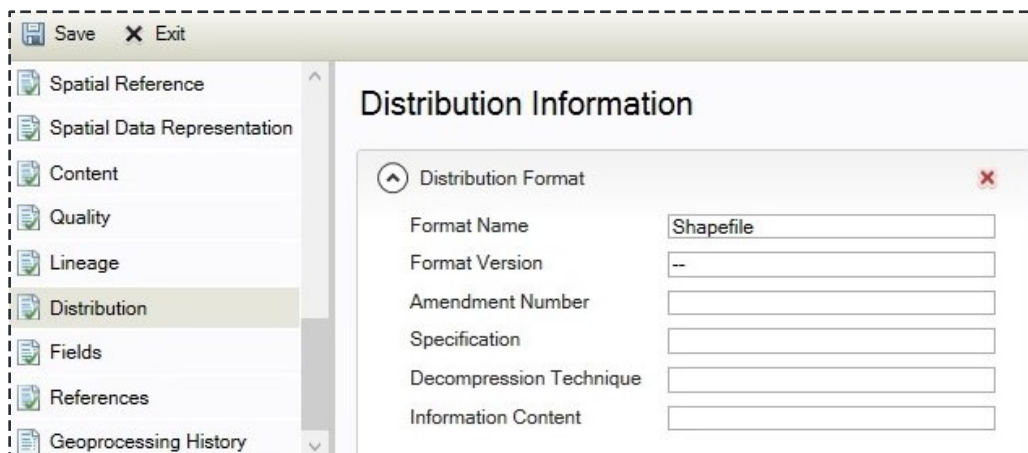 Save Exit
Spatial Reference
Spatial Data Representation
Content
Quality
Lineage
Distribution
Fields
References
Geoprocessing History
Distribution Information
Distribution Format
Format Name Shapefile
Format Version --
Amendment Number
Specification
Decompression Technique
Information Content